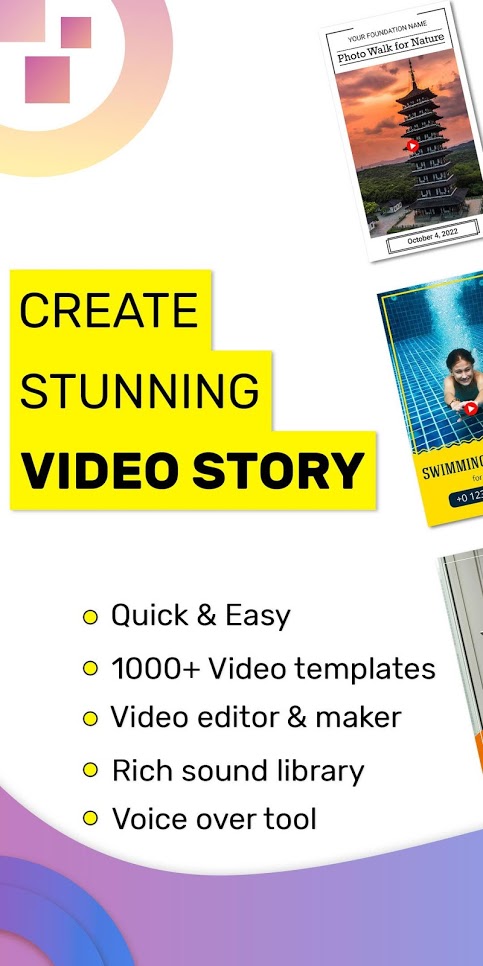 YOUR FOUNDATION NAME
Photo Walk for Nature
October 4, 2022
CREATE
STUNNING
VIDEO STORY
SWIMMING
for
+0 123
Quick & Easy
1000+ Video templates
Video editor & maker
Rich sound library
Voice over tool